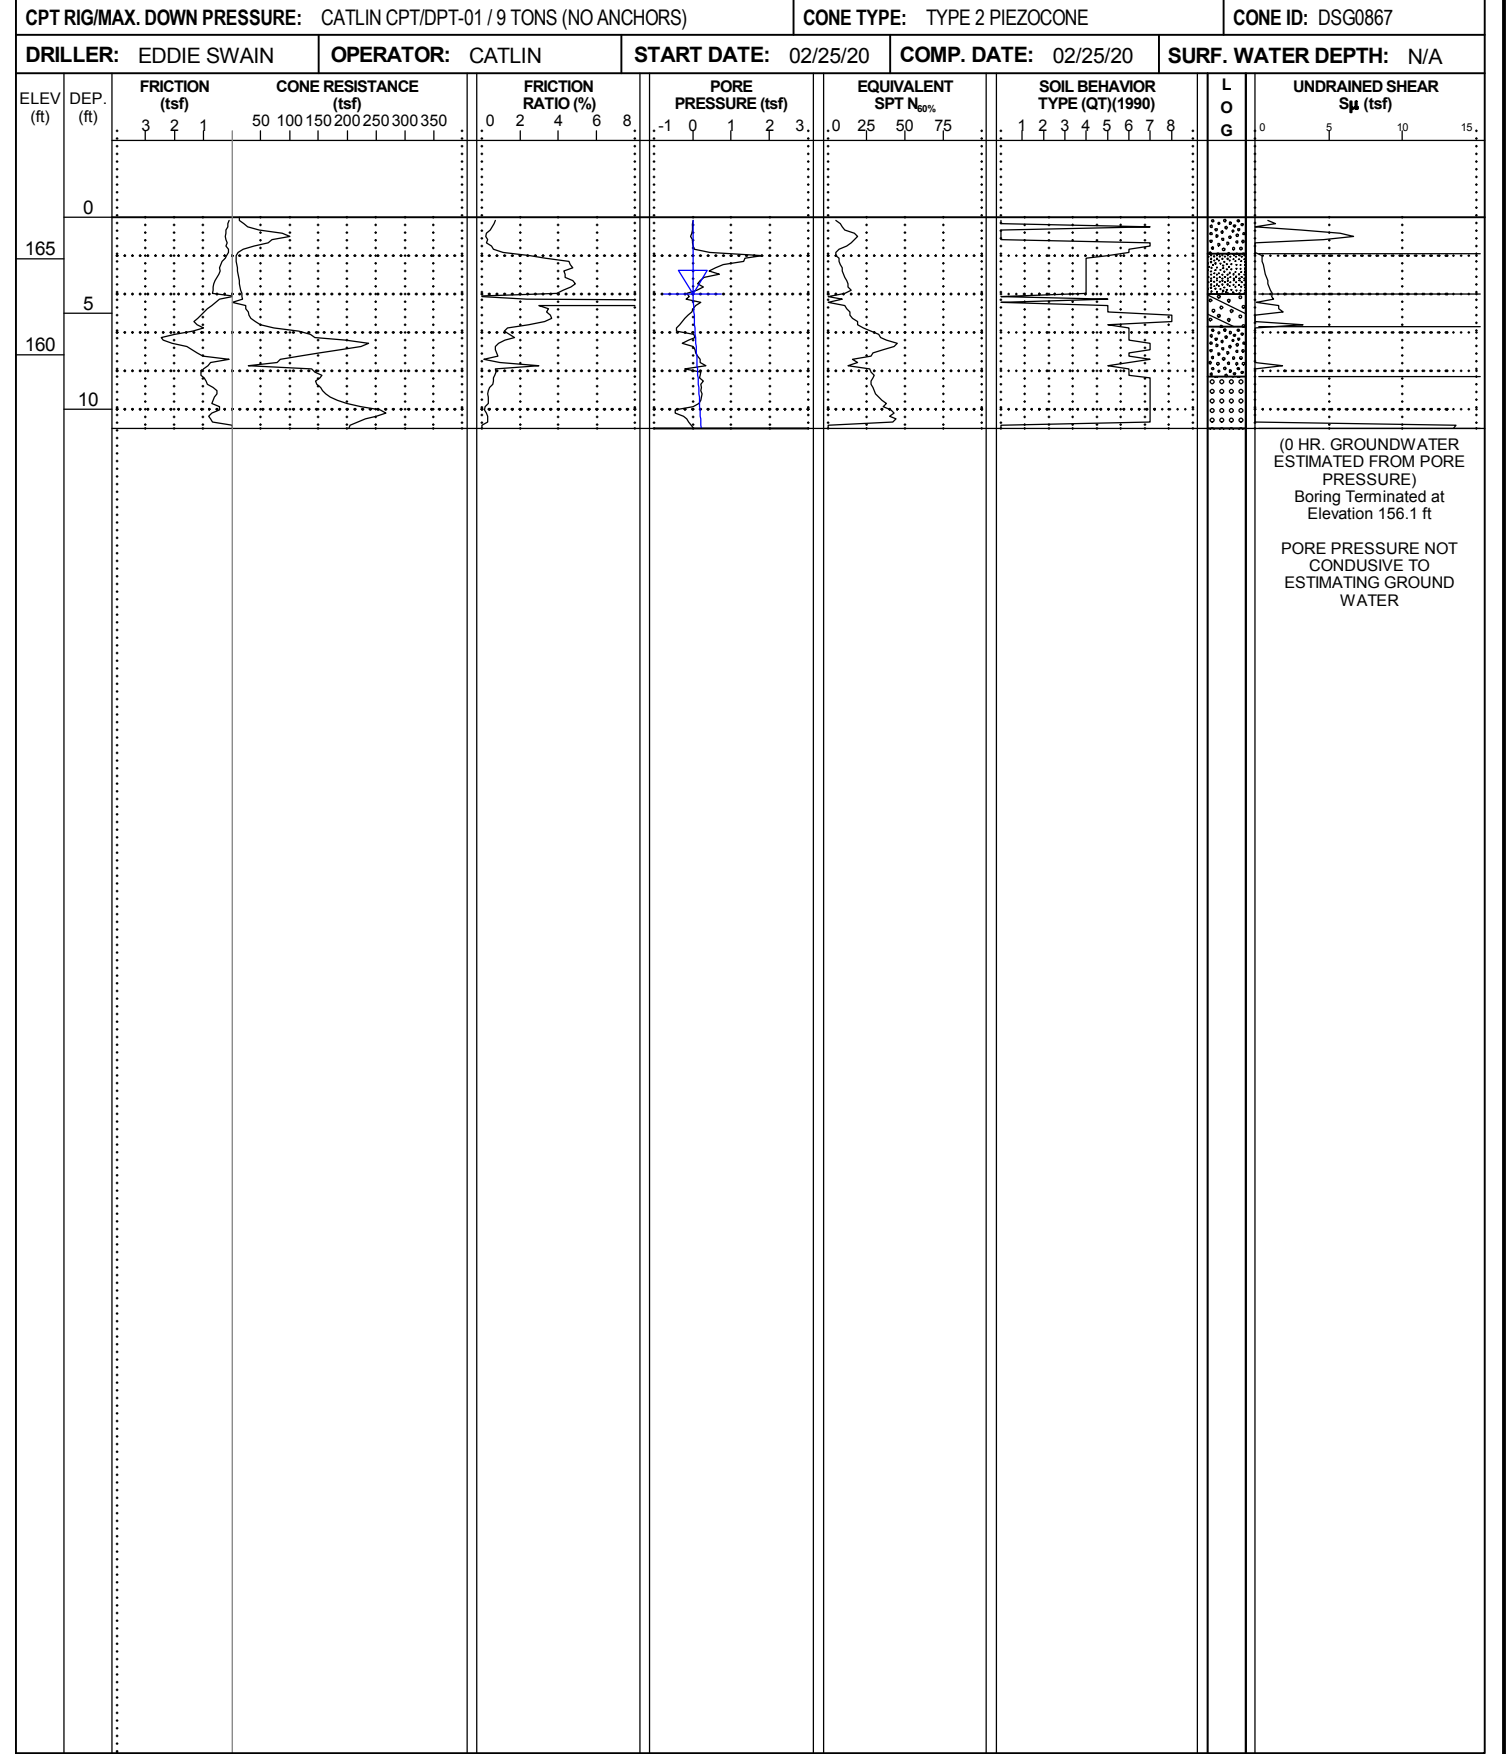 CPT RIG/MAX. DOWN PRESSURE: CATLIN CPT/DPT-01 / 9 TONS (NO ANCHORS) CONE TYPE: TYPE 2 PIEZOCONE CONE ID: DSG0867
DRILLER: EDDIE SWAIN OPERATOR: CATLIN START DATE: 02/25/20 COMP. DATE: 02/25/20 SURF. WATER DEPTH: N/A
ELEV
(ft)
DEP.
(ft)
FRICTION
(tsf)
3 2 1
CONE RESISTANCE
(tsf)
50 100 150 200 250 300 350
FRICTION
RATIO (%)
0 2 4 6 8
PORE
PRESSURE (tsf)
-1 0 1 2 3
EQUIVALENT
SPT N60%
0 25 50 75
SOIL BEHAVIOR
TYPE (QT)(1990)
1 2 3 4 5 6 7 8
L
O
G
UNDRAINED SHEAR
Sμ (tsf)
0 5 10 15
0
165
5
160
10
(0 HR. GROUNDWATER
ESTIMATED FROM PORE
PRESSURE)
Boring Terminated at
Elevation 156.1 ft
PORE PRESSURE NOT
CONDUSIVE TO
ESTIMATING GROUND
WATER